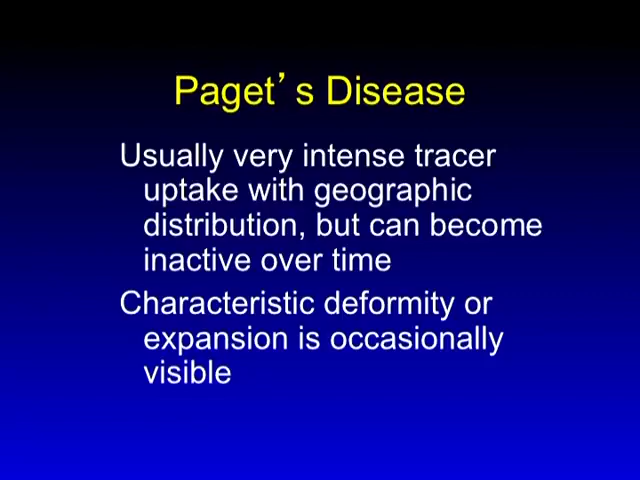 Paget’s Disease
Usually very intense tracer
uptake with geographic
distribution, but can become
inactive over time
Characteristic deformity or
expansion is occasionally
visible